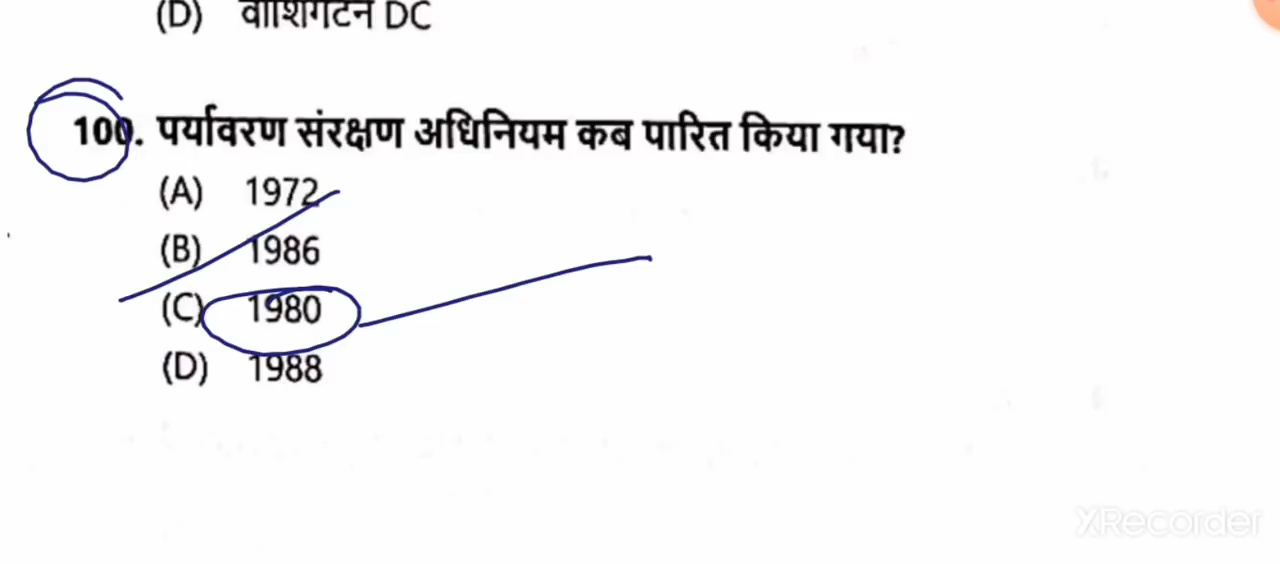 (D) वाशिंगटन DC
100. पर्यावरण संरक्षण अधिनियम कब पारित किया गया?
(A) 1972
(B) 1986
(C) 1980
(D) 1988
XRecorder